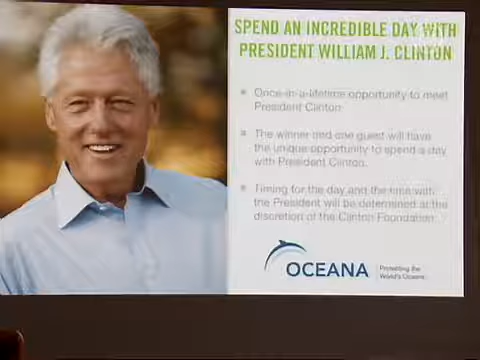 SPEND AN INCREDIBLE DAY WITH
PRESIDENT WILLIAM J. CLINTON
Once-in-a-lifetime opportunity to meet
President Clinton
The winner and one guest will have
the unique opportunity to spend a day
with President Clinton.
Timing for the day and the time with
the President will be determined at the
discretion of the Clinton Foundation.
OCEANA
Protecting the
World's Oceans